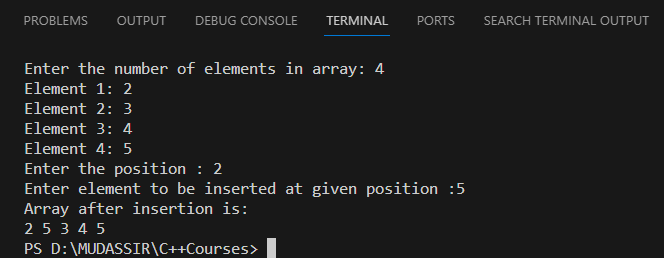 PROBLEMS OUTPUT DEBUG CONSOLE TERMINAL PORTS SEARCH TERMINAL OUTPUT
Enter the number of elements in array: 4
Element 1: 2
Element 2: 3
Element 3: 4
Element 4: 5
Enter the position : 2
Enter element to be inserted at given position :5
Array after insertion is:
2 5 3 4 5
PS D:\MUDASSIR\C++Courses>